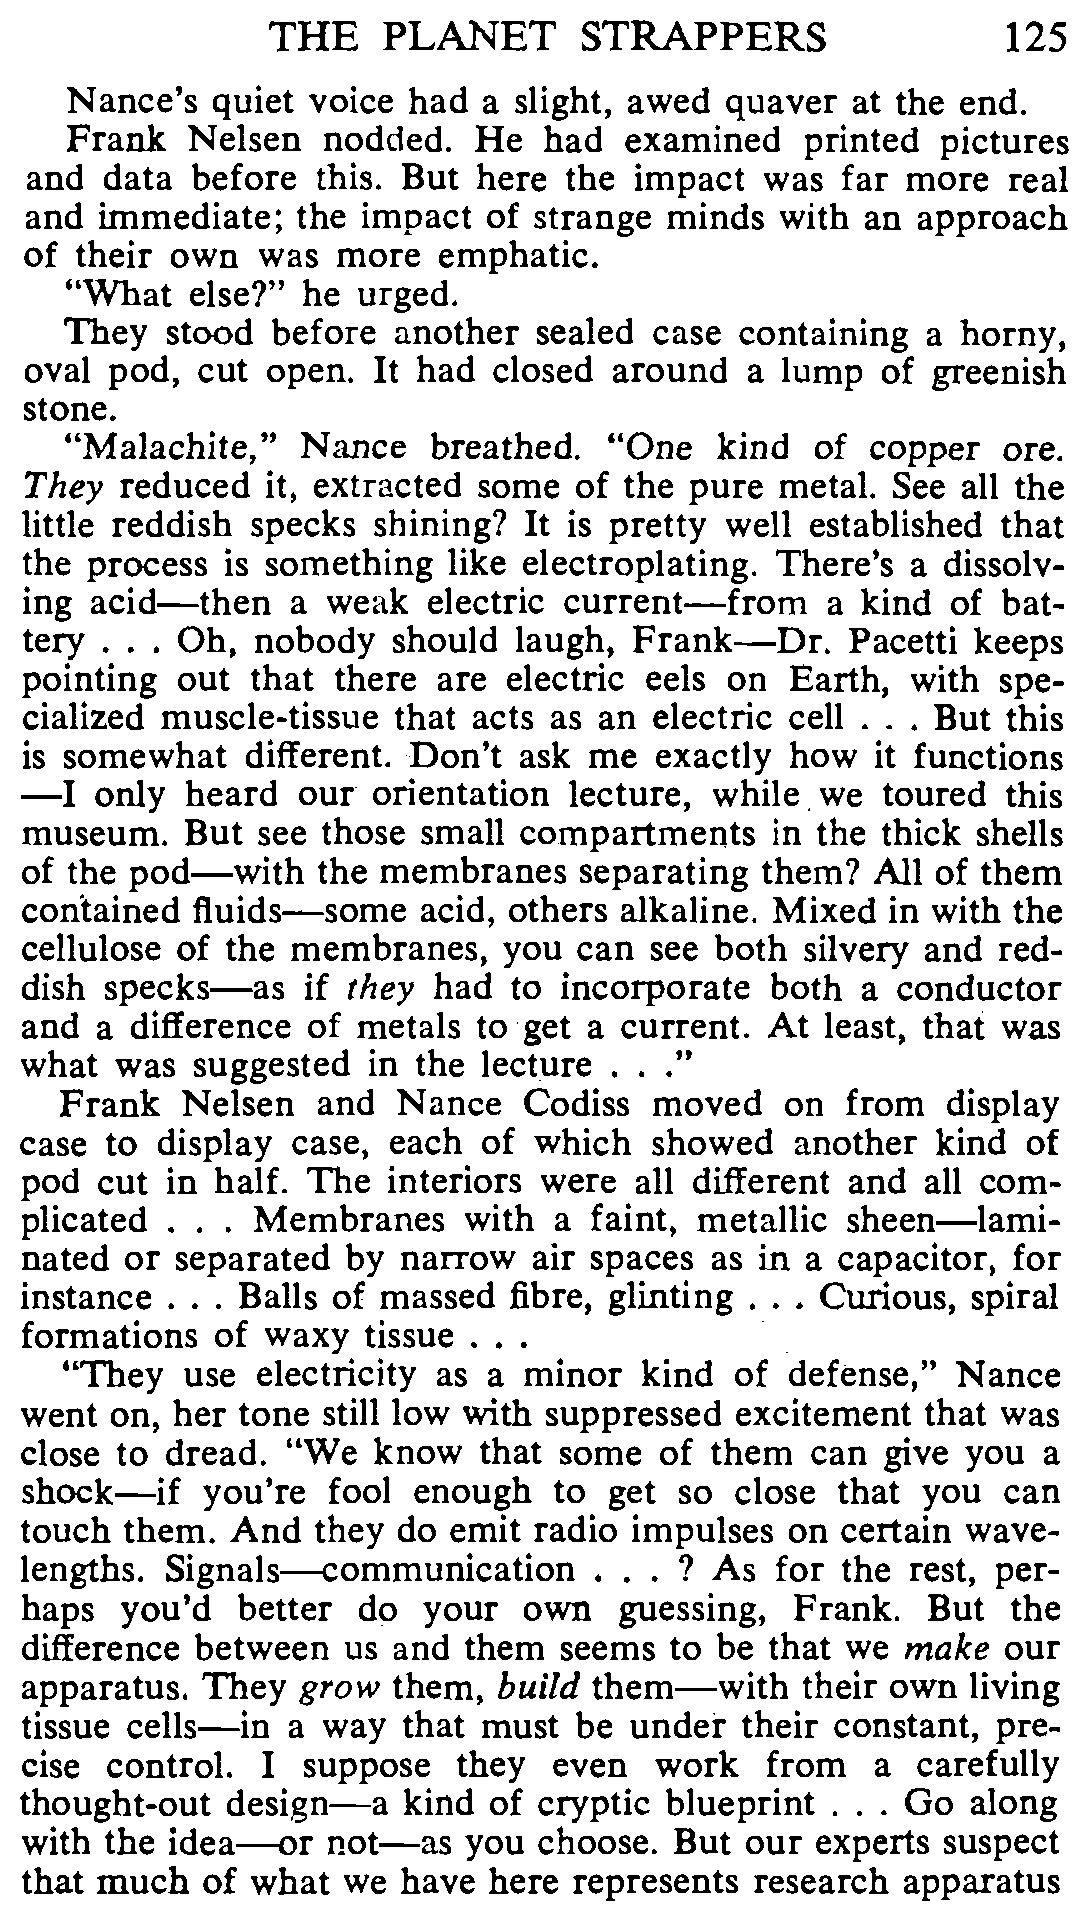 THE PLANET STRAPPERS 125
Nance's quiet voice had a slight, awed quaver at the end.
Frank Nelsen nodded. He had examined printed pictures
and data before this. But here the impact was far more real
and immediate; the impact of strange minds with an approach
of their own was more emphatic.
"What else?" he urged.
They stood before another sealed case containing a horny,
oval pod, cut open. It had closed around a lump of greenish
stone.
"Malachite," Nance breathed. "One kind of copper ore.
They reduced it, extracted some of the pure metal. See all the
little reddish specks shining? It is pretty well established that
the process is something like electroplating. There's a dissolv-
ing acid—then a weak electric current—from a kind of bat-
tery . . . Oh, nobody should laugh, Frank—Dr. Pacetti keeps
pointing out that there are electric eels on Earth, with spe-
cialized muscle-tissue that acts as an electric cell . . . But this
is somewhat different. Don't ask me exactly how it functions
—I only heard our orientation lecture, while we toured this
museum. But see those small compartments in the thick shells
of the pod—with the membranes separating them? All of them
contained fluids—some acid, others alkaline. Mixed in with the
cellulose of the membranes, you can see both silvery and red-
dish specks—as if they had to incorporate both a conductor
and a difference of metals to get a current. At least, that was
what was suggested in the lecture . . ."
Frank Nelsen and Nance Codiss moved on from display
case to display case, each of which showed another kind of
pod cut in half. The interiors were all different and all com-
plicated . . . Membranes with a faint, metallic sheen—lami-
nated or separated by narrow air spaces as in a capacitor, for
instance . . . Balls of massed fibre, glinting . . . Curious, spiral
formations of waxy tissue . . .
"They use electricity as a minor kind of defense," Nance
went on, her tone still low with suppressed excitement that was
close to dread. "We know that some of them can give you a
shock—if you're fool enough to get so close that you can
touch them. And they do emit radio impulses on certain wave-
lengths. Signals—communication . . . ? As for the rest, per-
haps you'd better do your own guessing, Frank. But the
difference between us and them seems to be that we make our
apparatus. They grow them, build them—with their own living
tissue cells—in a way that must be under their constant, pre-
cise control. I suppose they even work from a carefully
thought-out design—a kind of cryptic blueprint . . . Go along
with the idea—or not—as you choose. But our experts suspect
that much of what we have here represents research apparatus